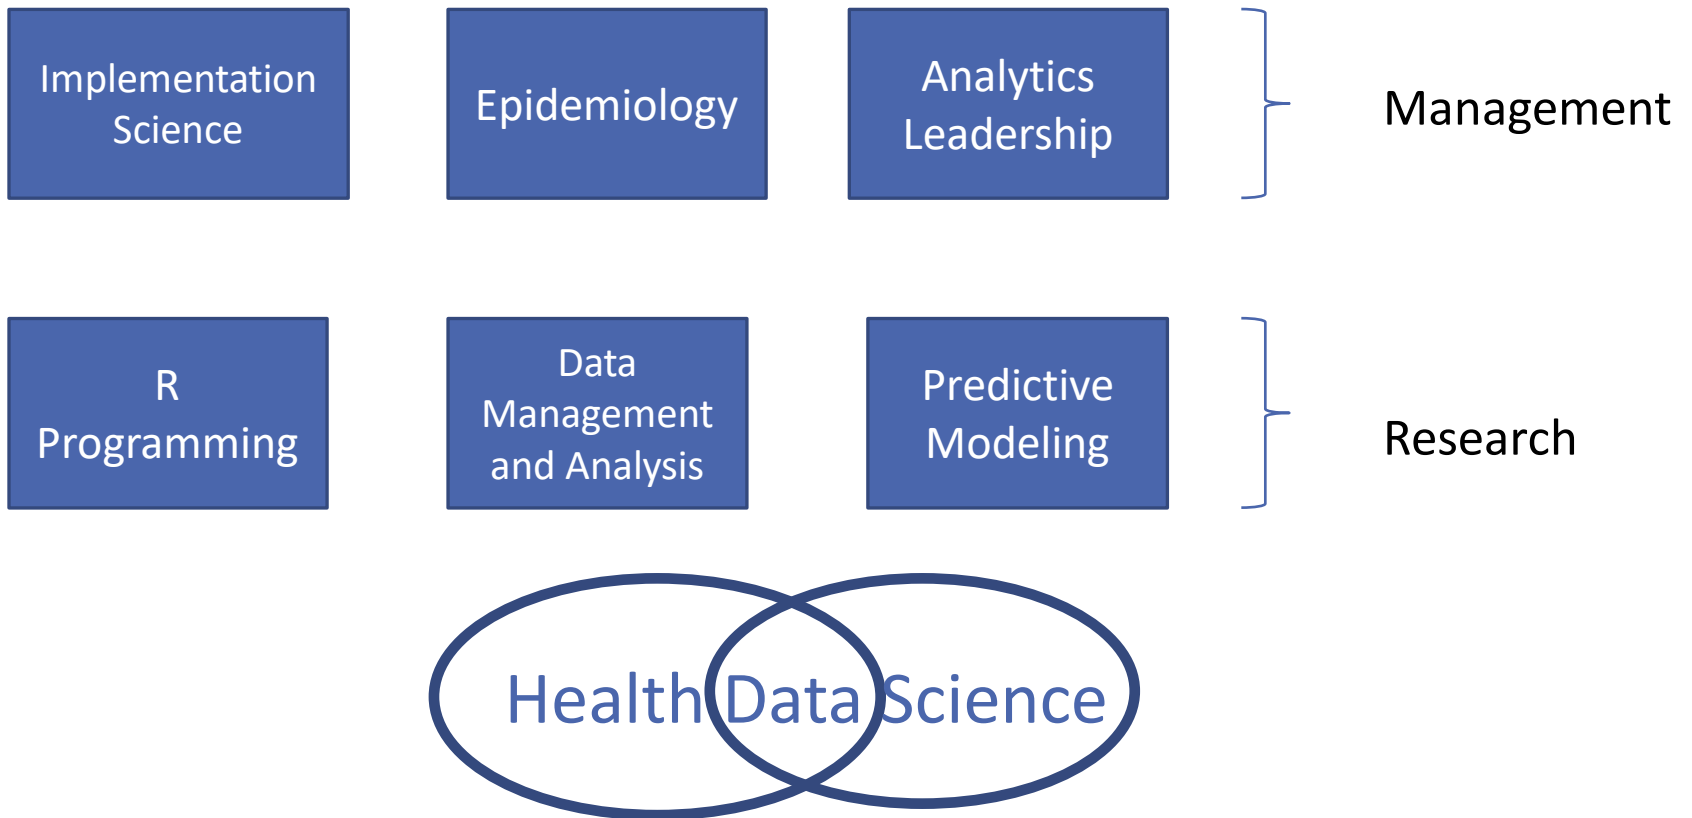 Implementation
Science
Epidemiology
Analytics
Leadership
Management
R
Programming
Data
Management
and Analysis
Predictive
Modeling
Research
Health Data Science